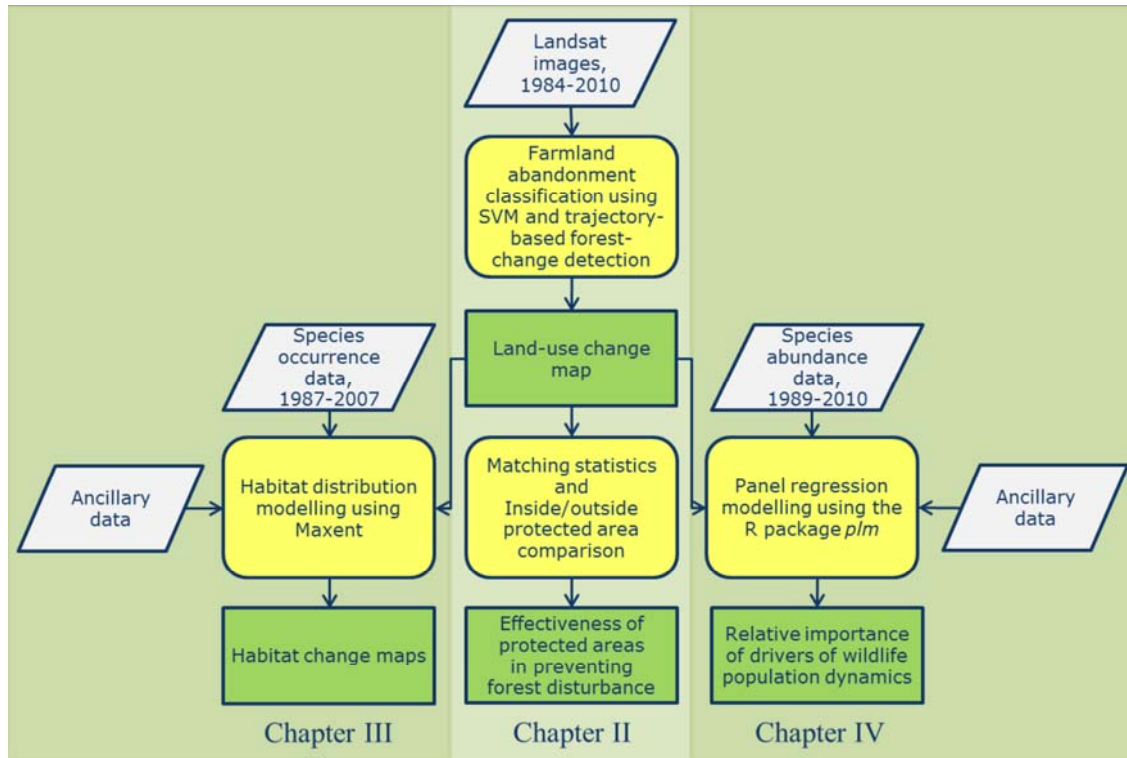 Landsat
images,
1984-2010
Farmland
abandonment
classification using
SVM and trajectory-
based forest-
change detection
Land-use change
map
Species
occurrence
data,
1987-2007
Species
abundance
data,
1989-2010
Ancillary
data
Habitat distribution
modelling using
Maxent
Matching statistics
and
Inside/outside
protected area
comparison
Panel regression
modelling using the
R package plm
Ancillary
data
Habitat change maps
Effectiveness of
protected areas
in preventing
forest disturbance
Relative importance
of drivers of wildlife
population dynamics
Chapter III
Chapter II
Chapter IV